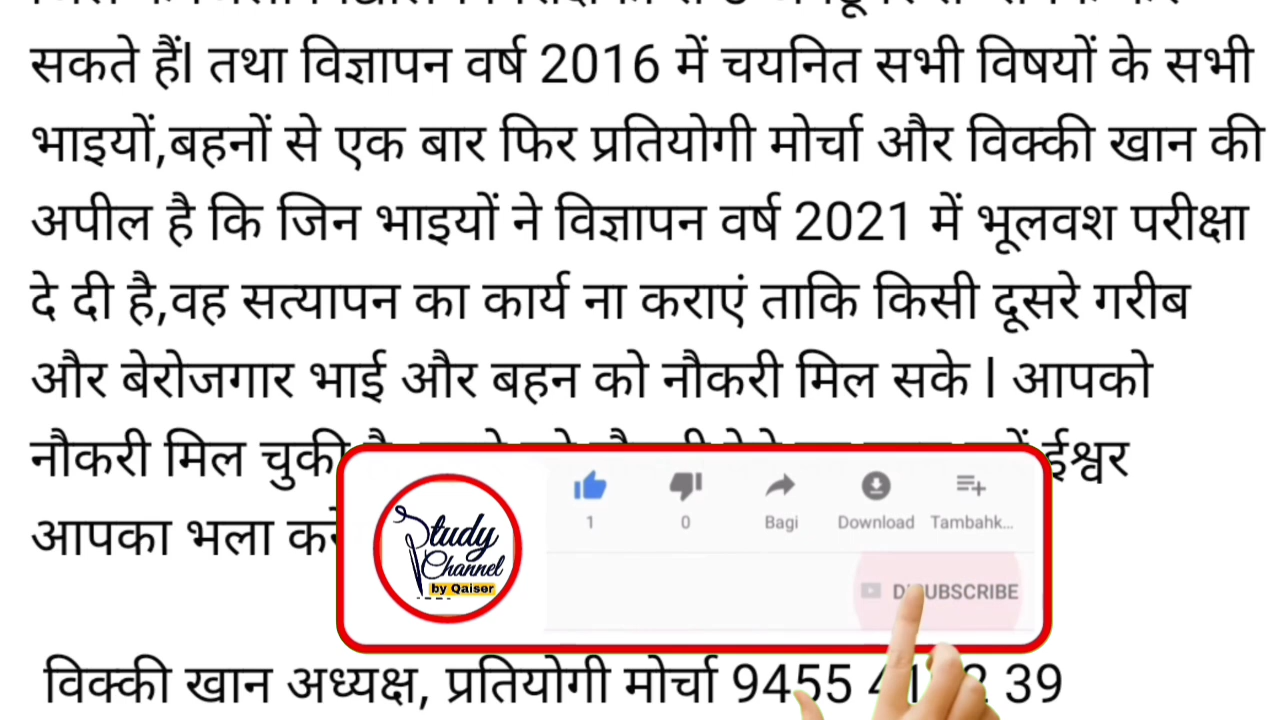 सकते हैंl तथा विज्ञापन वर्ष 2016 में चयनित सभी विषयों के सभी
भाइयों,बहनों से एक बार फिर प्रतियोगी मोर्चा और विक्की खान की
अपील है कि जिन भाइयों ने विज्ञापन वर्ष 2021 में भूलवश परीक्षा
दे दी है,वह सत्यापन का कार्य ना कराएं ताकि किसी दूसरे गरीब
और बेरोजगार भाई और बहन को नौकरी मिल सके l आपको
नौकरी मिल चुकी ईश्वर
आपका भला
Study
Channel
by Qaiser
1 0 Bagi Download Tambahk...
विक्की खान अध्यक्ष, प्रतियोगी मोर्चा 9455 39